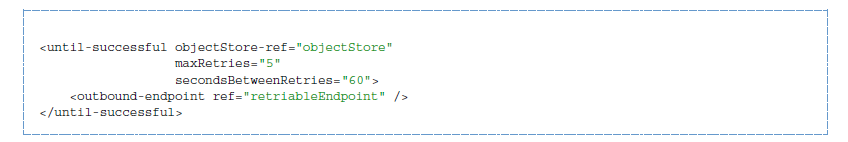 <until-successful objectStore-ref="objectStore"
                  maxRetries="5"
                  secondsBetweenRetries="60">
    <outbound-endpoint ref="retriableEndpoint" />
</until-successful>